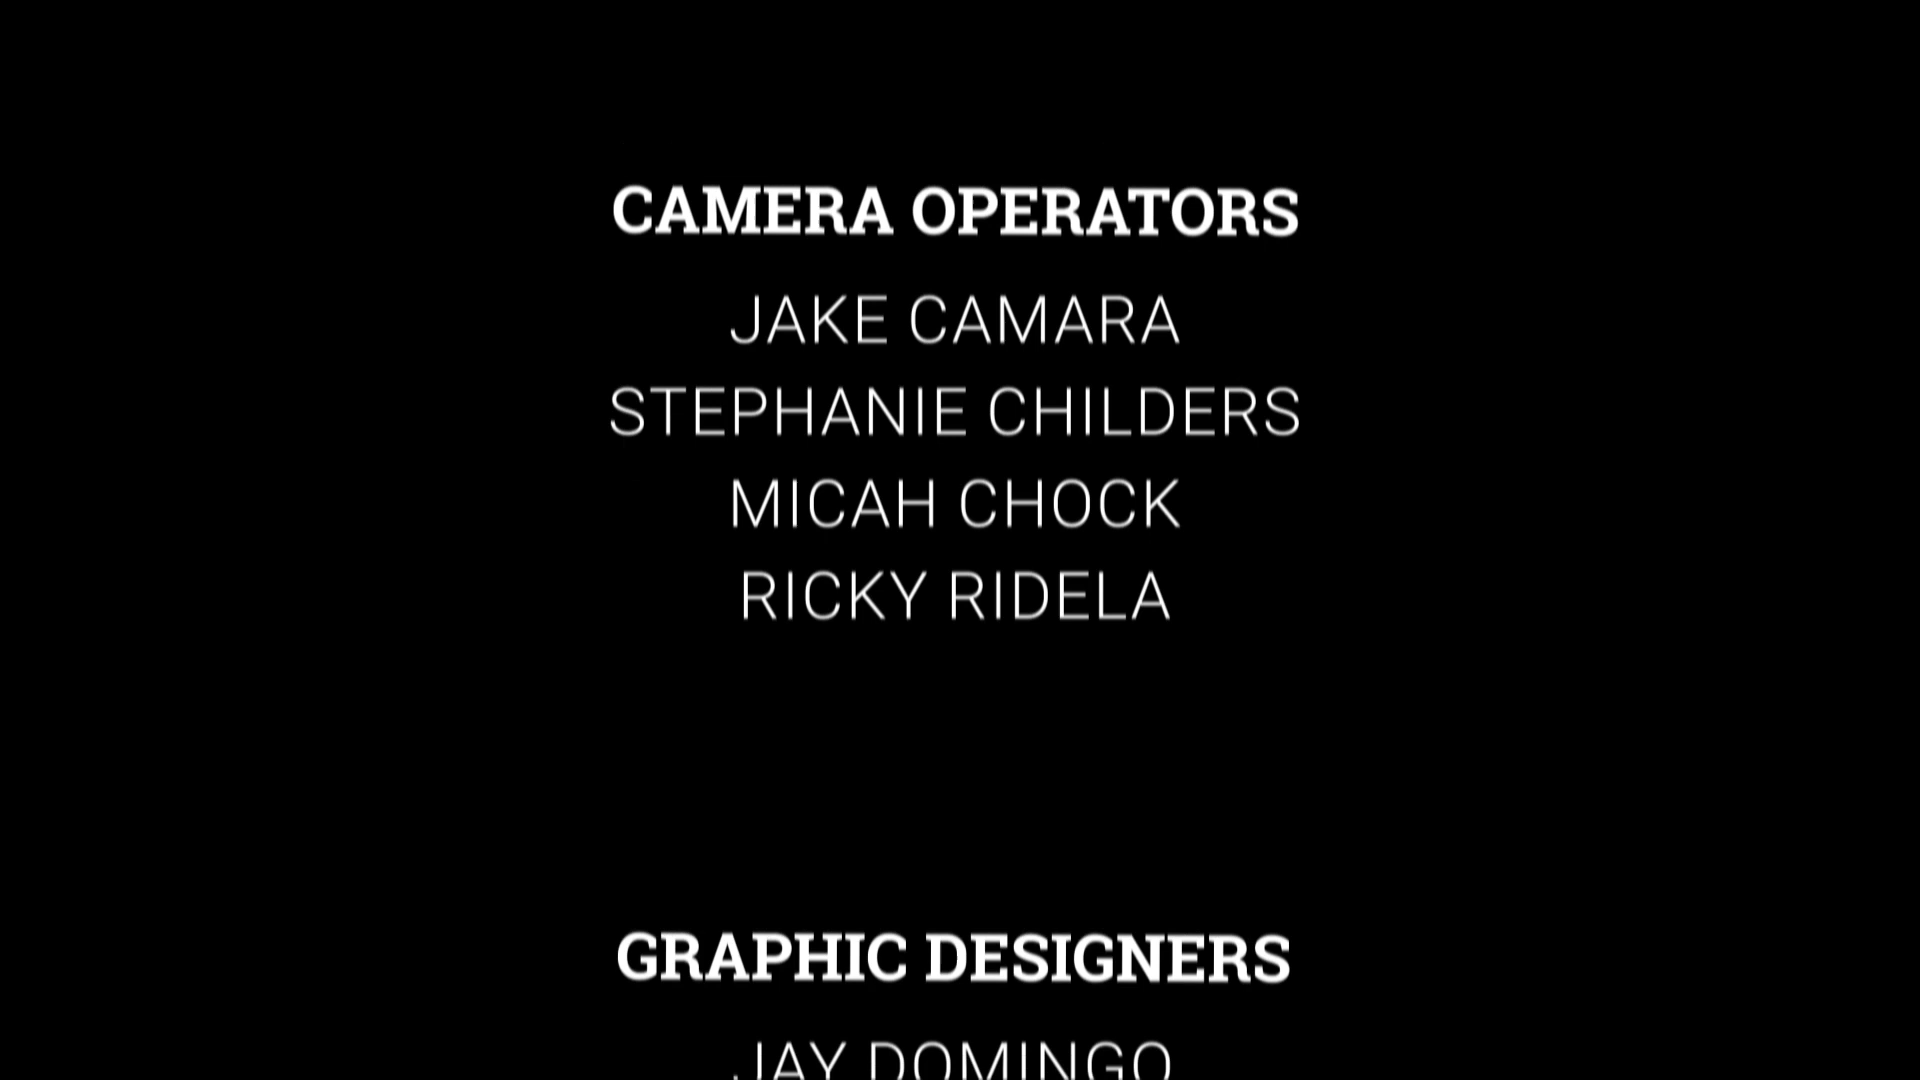 CAMERA OPERATORS
JAKE CAMARA
STEPHANIE CHILDERS
MICAH CHOCK
RICKY RIDELA
GRAPHIC DESIGNERS
JAY DOMINGO